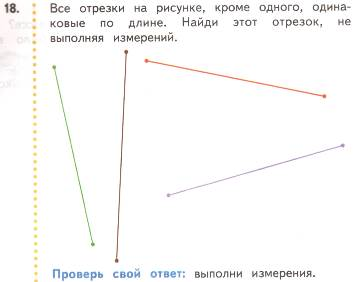 18. Все отрезки на рисунке, кроме одного, одина-
ковые по длине. Найди этот отрезок, не
выполняя измерений.
Проверь свой ответ: выполни измерения.